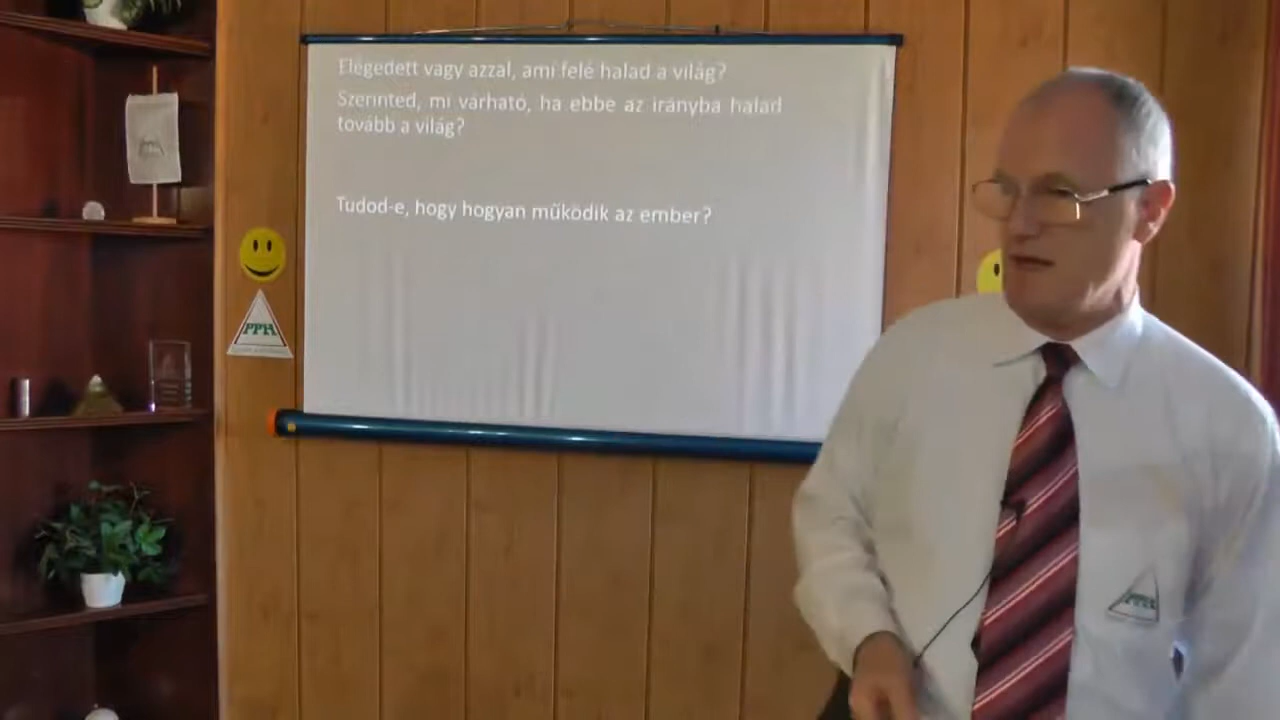 Elégedett vagy azzal, ami felé halad a világ?
Szerinted, mi várható, ha ebbe az irányba halad
tovább a világ?
Tudod-e, hogy hogyan működik az ember?
PPH